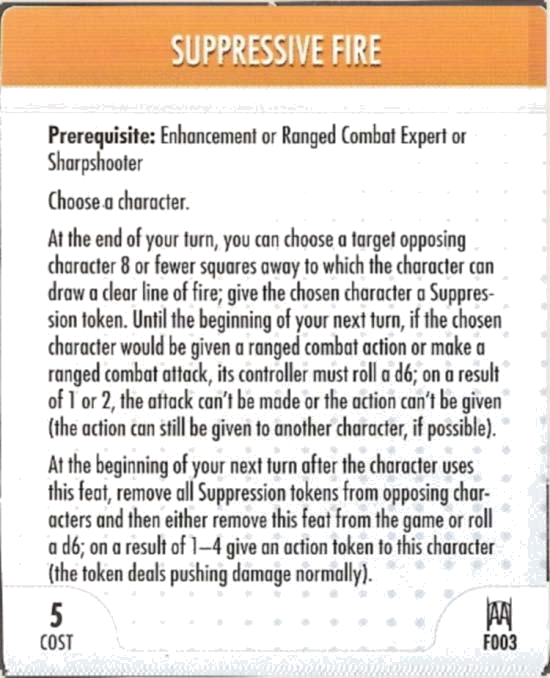 SUPPRESSIVE FIRE
Prerequisite: Enhancement or Ranged Combat Expert or
Sharpshooter
Choose a character.
At the end of your turn, you can choose a target opposing
character 8 or fewer squares away to which the character can
draw a clear line of fire; give the chosen character a Suppres-
sion token. Until the beginning of your next turn, if the chosen
character would be given a ranged combat action or make a
ranged combat attack, its controller must roll a d6; on a result
of 1 or 2, the attack can't be made or the action can't be given
(the action can still be given to another character, if possible).
At the beginning of your next turn after the character uses
this feat, remove all Suppression tokens from opposing char-
acters and then either remove this feat from the game or roll
a d6; on a result of 1–4 give an action token to this character
(the token deals pushing damage normally).
5
COST
AA
F003